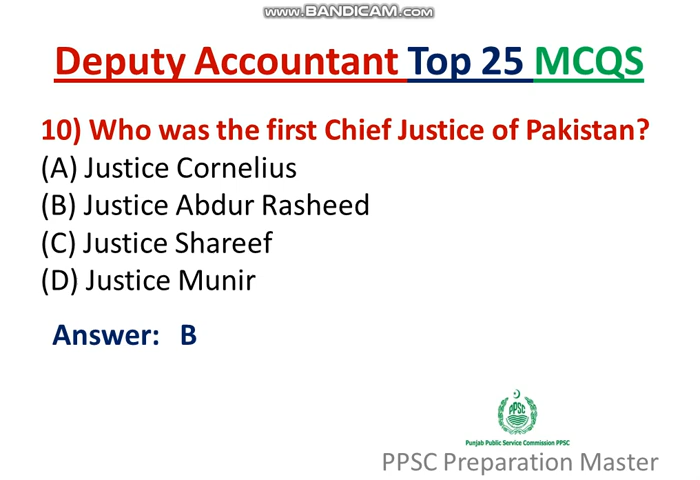 www.BANDICAM.com
Deputy Accountant Top 25 MCQS
10) Who was the first Chief Justice of Pakistan?
(A) Justice Cornelius
(B) Justice Abdur Rasheed
(C) Justice Shareef
(D) Justice Munir
Answer: B
PPSC
Punjab Public Service Commission PPSC
PPSC Preparation Master